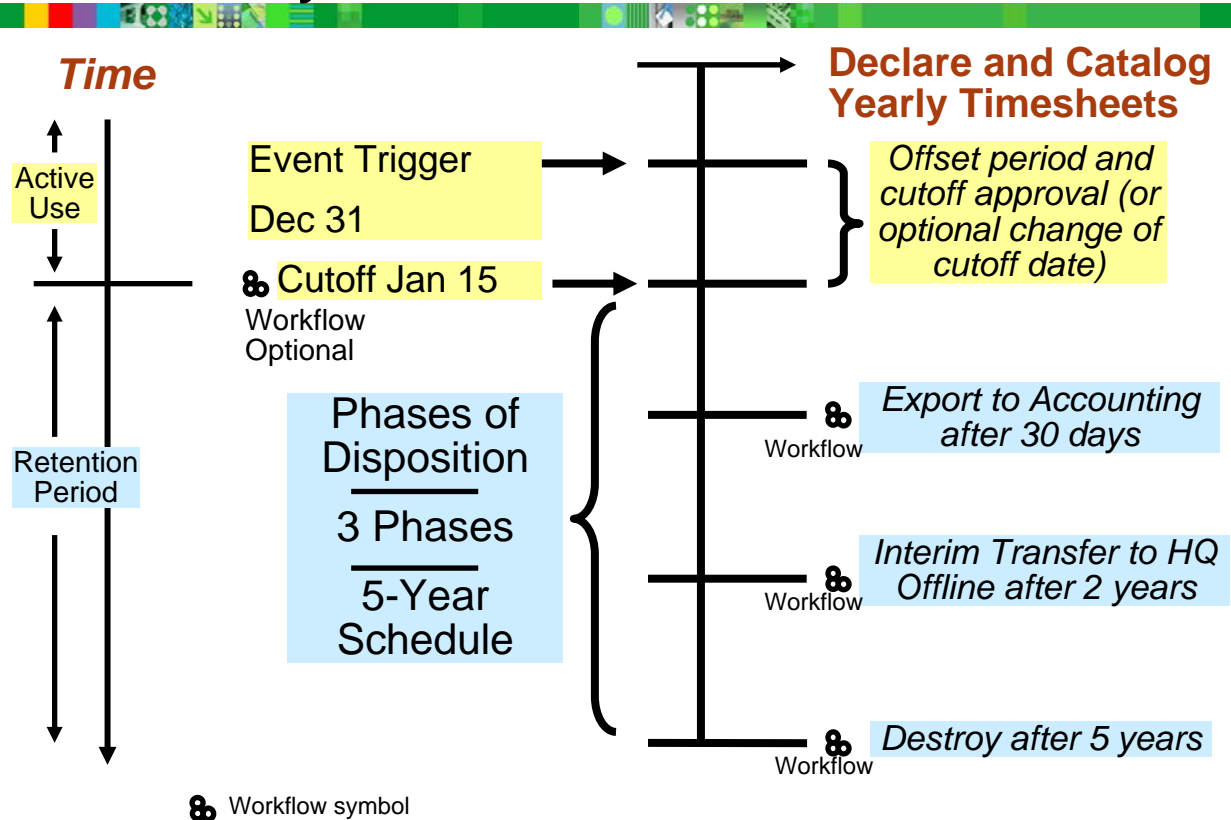 Time
Declare and Catalog
Yearly Timesheets
Active
Use
Event Trigger
Dec 31
Offset period and
cutoff approval (or
optional change of
cutoff date)
Cutoff Jan 15
Workflow
Optional
Retention
Period
Phases of
Disposition
3 Phases
5-Year
Schedule
Export to Accounting
after 30 days
Workflow
Interim Transfer to HQ
Offline after 2 years
Workflow
Destroy after 5 years
Workflow
Workflow symbol